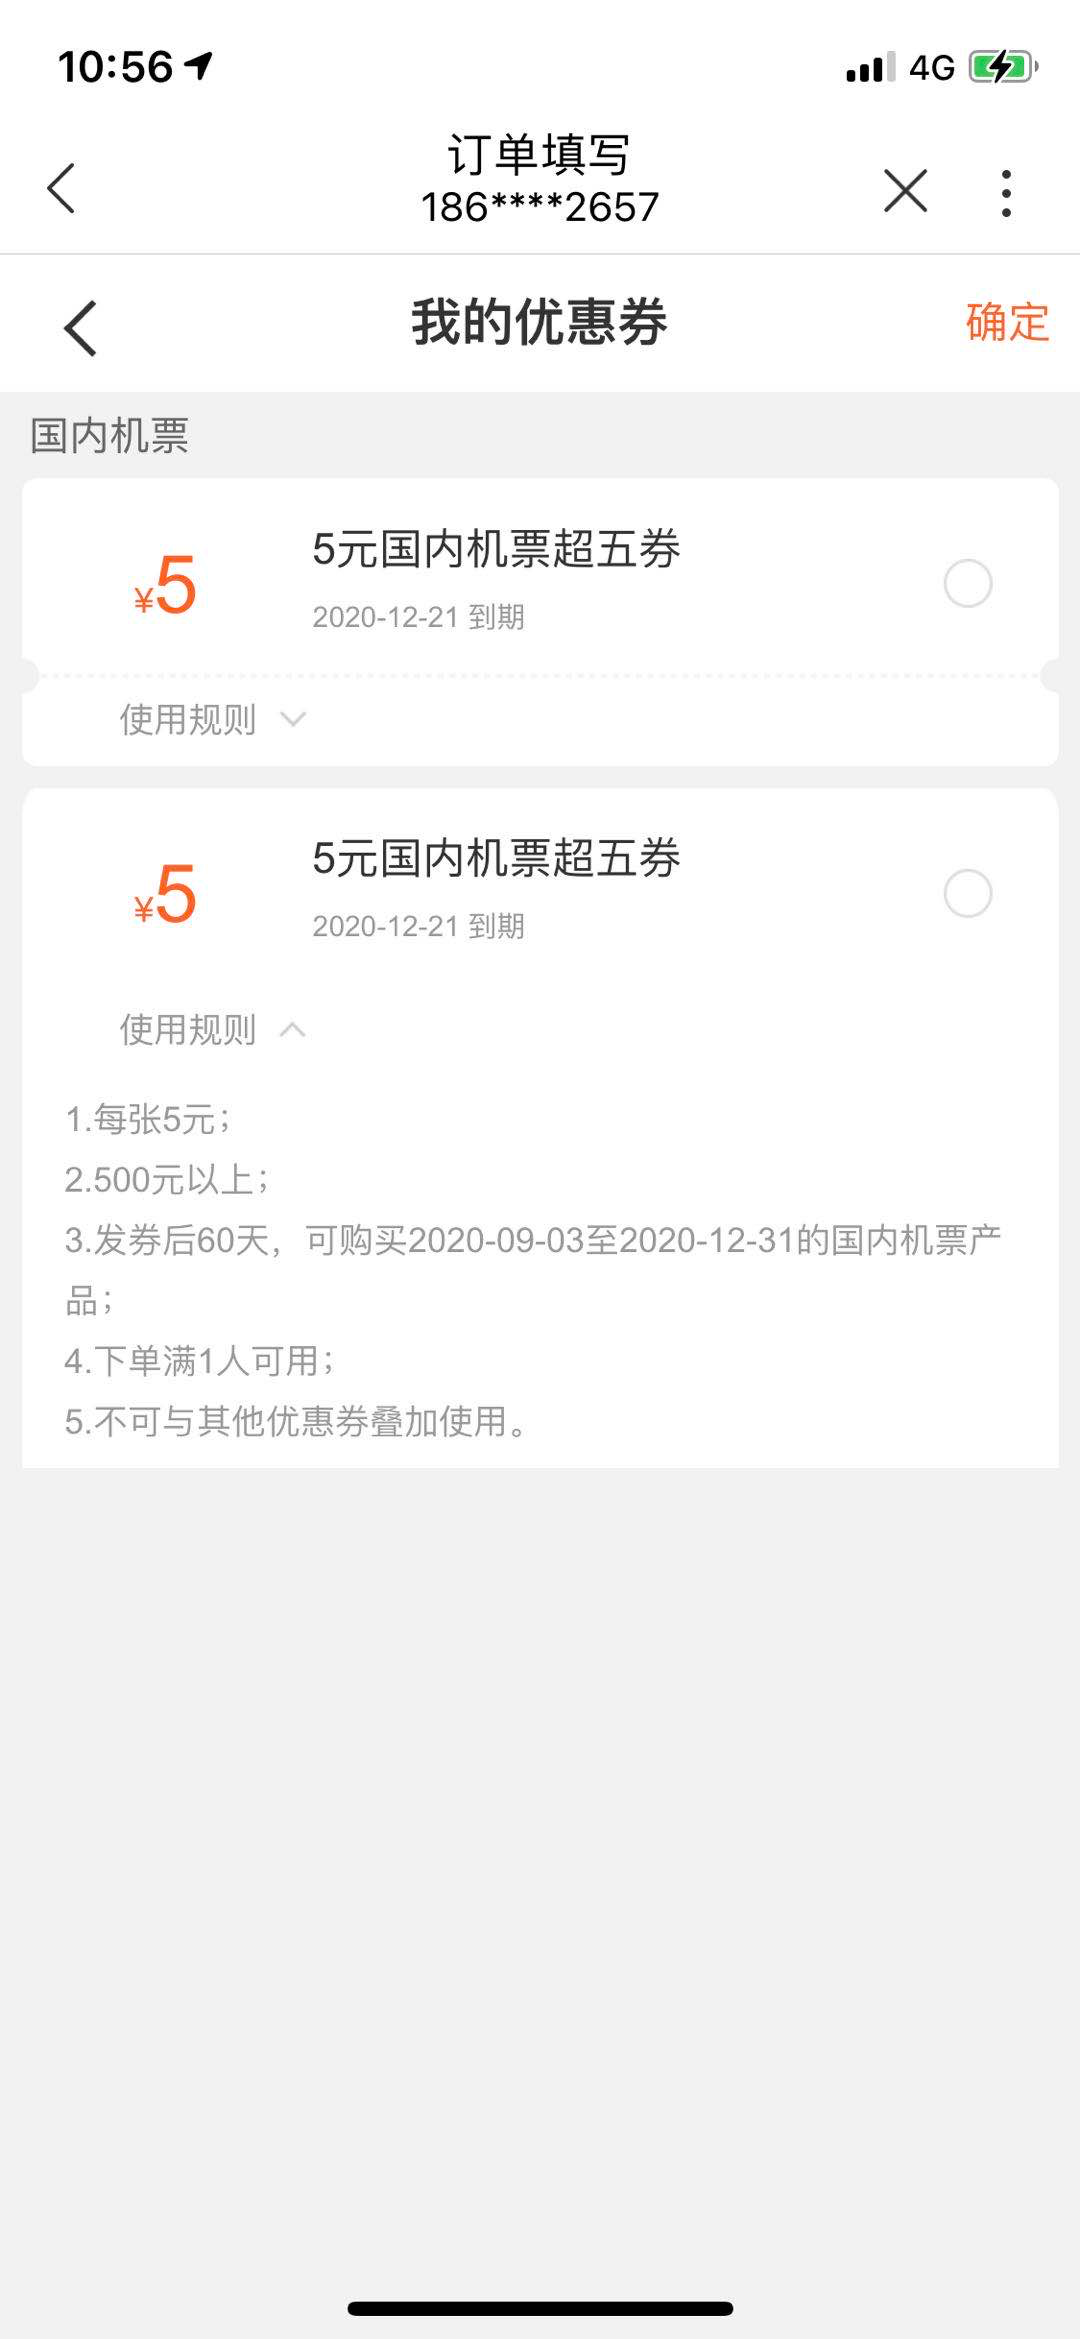 10:56
4G
订单填写
186****2657
我的优惠券
确定
国内机票
¥5
5元国内机票超五券
2020-12-21 到期
使用规则
¥5
5元国内机票超五券
2020-12-21 到期
使用规则
1.每张5元；
2.500元以上；
3.发券后60天，可购买2020-09-03至2020-12-31的国内机票产
品；
4.下单满1人可用；
5.不可与其他优惠券叠加使用。